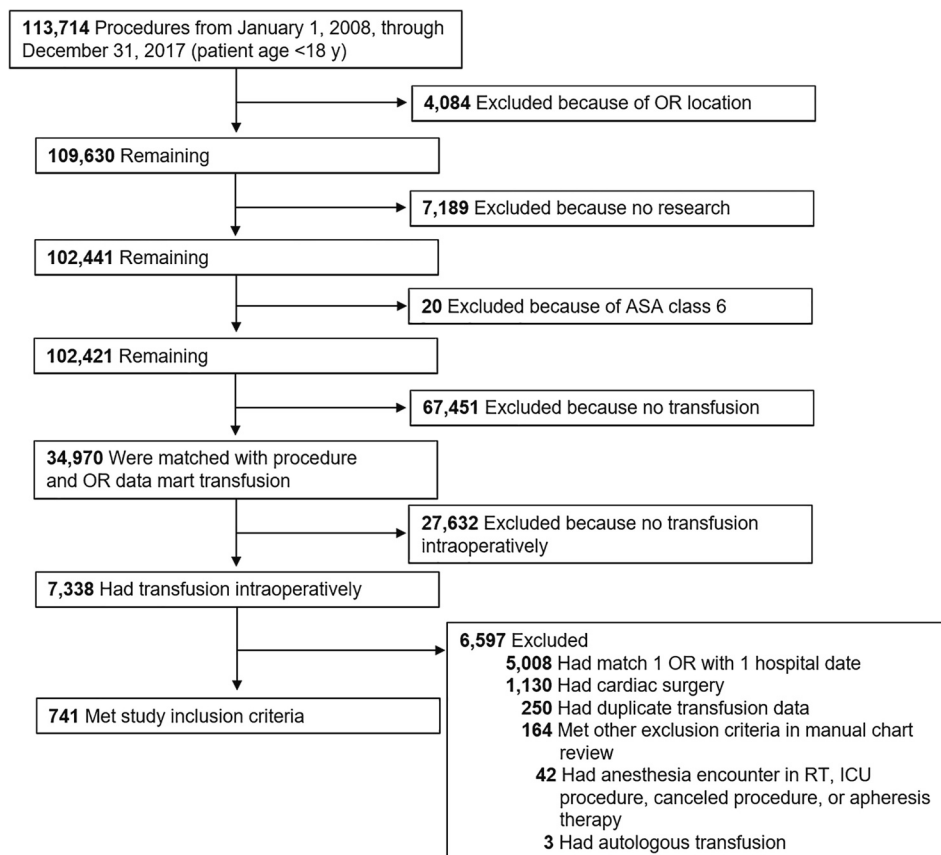 113,714 Procedures from January 1, 2008, through
December 31, 2017 (patient age <18 y)
4,084 Excluded because of OR location
109,630 Remaining
7,189 Excluded because no research
102,441 Remaining
20 Excluded because of ASA class 6
102,421 Remaining
67,451 Excluded because no transfusion
34,970 Were matched with procedure
and OR data mart transfusion
27,632 Excluded because no transfusion
intraoperatively
7,338 Had transfusion intraoperatively
6,597 Excluded
5,008 Had match 1 OR with 1 hospital date
1,130 Had cardiac surgery
250 Had duplicate transfusion data
164 Met other exclusion criteria in manual chart
review
42 Had anesthesia encounter in RT, ICU
procedure, canceled procedure, or apheresis
therapy
3 Had autologous transfusion
741 Met study inclusion criteria